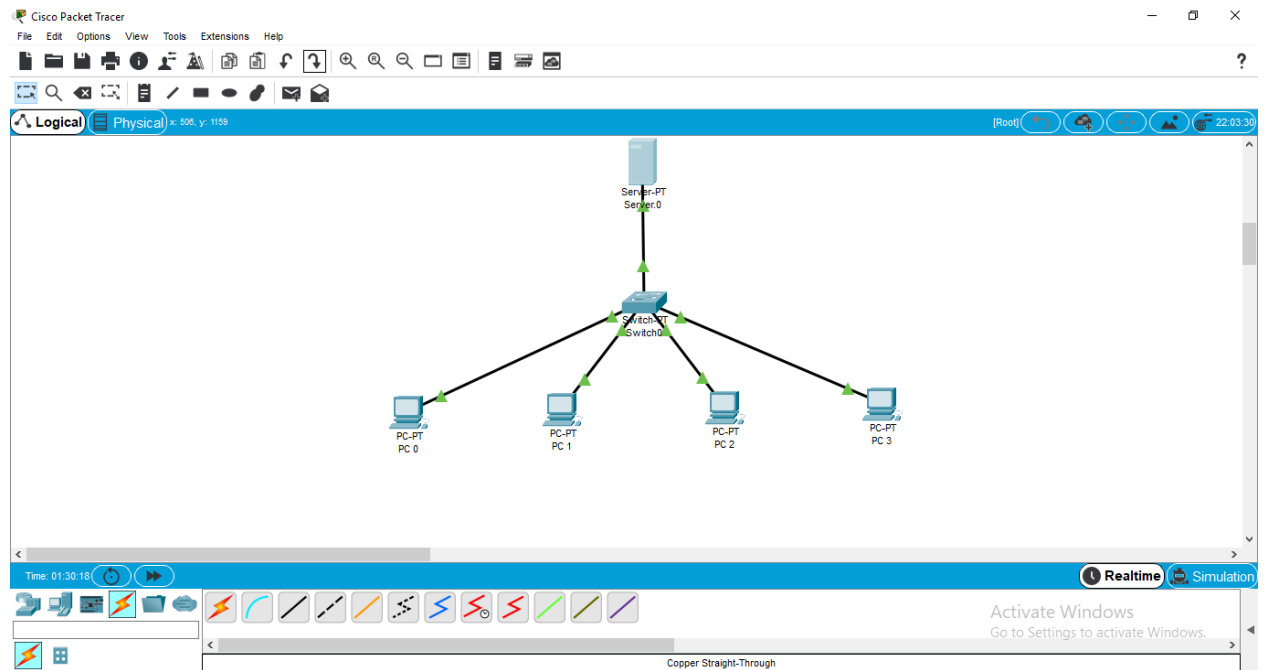 Cisco Packet Tracer
File Edit Options View Tools Extensions Help
?
Logical Physical x: 506, y: 1159 [Root] 22:03:30
Server-PT
Server.0
Switch-PT
Switch0
PC-PT
PC 0
PC-PT
PC 1
PC-PT
PC 2
PC-PT
PC 3
Time: 01:30:18 Realtime Simulation
Activate Windows
Go to Settings to activate Windows.
Copper Straight-Through